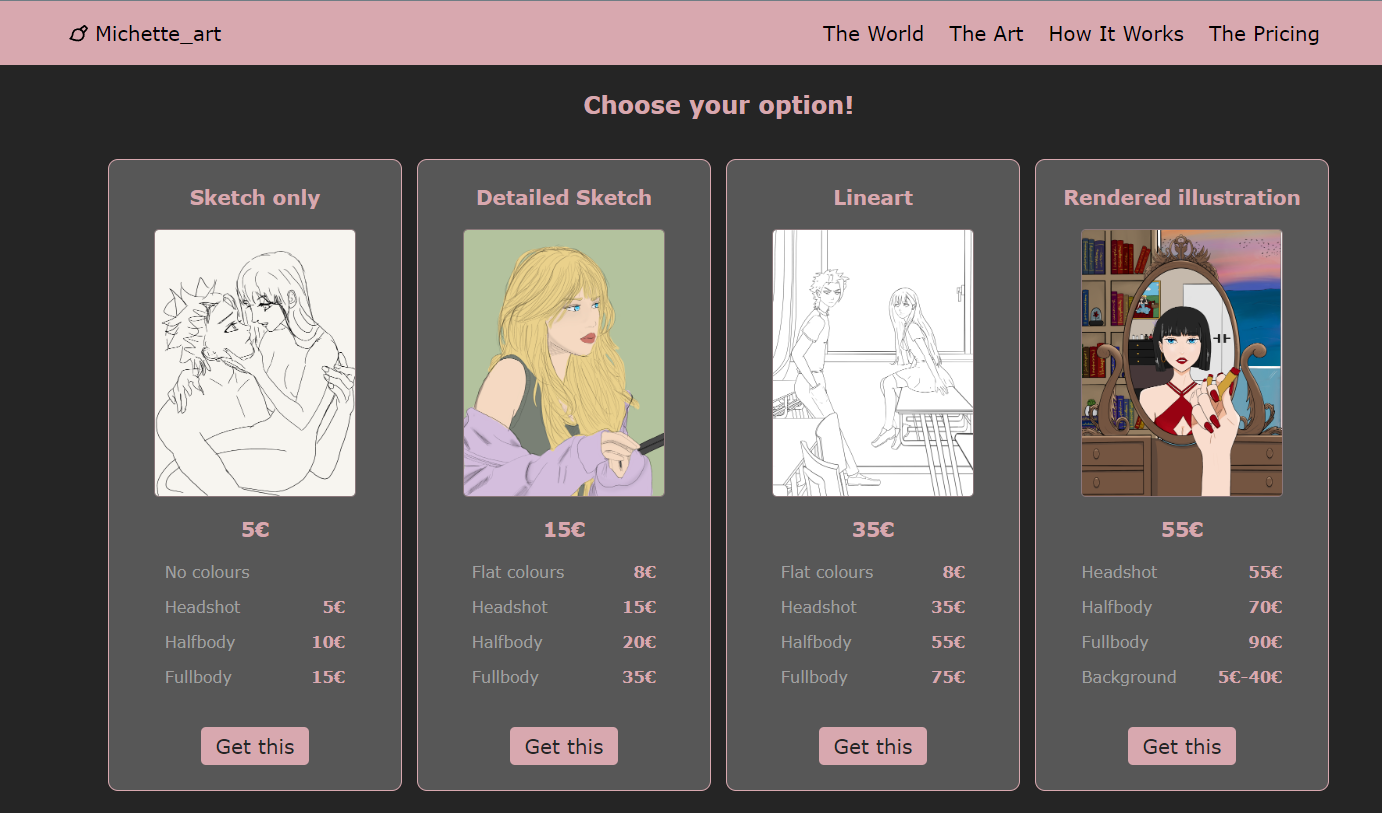 Michette_art
The World
The Art
How It Works
The Pricing
Choose your option!
Sketch only
5€
No colours
Headshot 5€
Halfbody 10€
Fullbody 15€
Get this
Detailed Sketch
15€
Flat colours 8€
Headshot 15€
Halfbody 20€
Fullbody 35€
Get this
Lineart
35€
Flat colours 8€
Headshot 35€
Halfbody 55€
Fullbody 75€
Get this
Rendered illustration
55€
Headshot 55€
Halfbody 70€
Fullbody 90€
Background 5€-40€
Get this